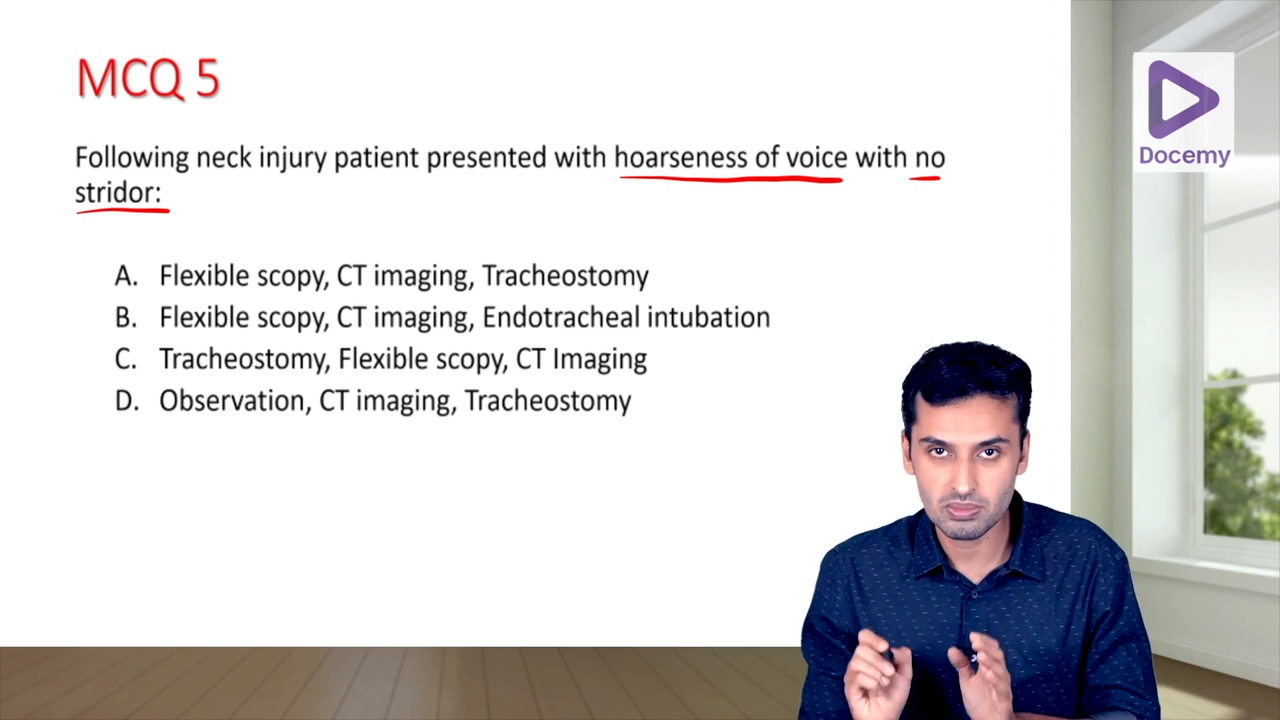 MCQ 5
Docemy
Following neck injury patient presented with hoarseness of voice with no
stridor:
A. Flexible scopy, CT imaging, Tracheostomy
B. Flexible scopy, CT imaging, Endotracheal intubation
C. Tracheostomy, Flexible scopy, CT Imaging
D. Observation, CT imaging, Tracheostomy